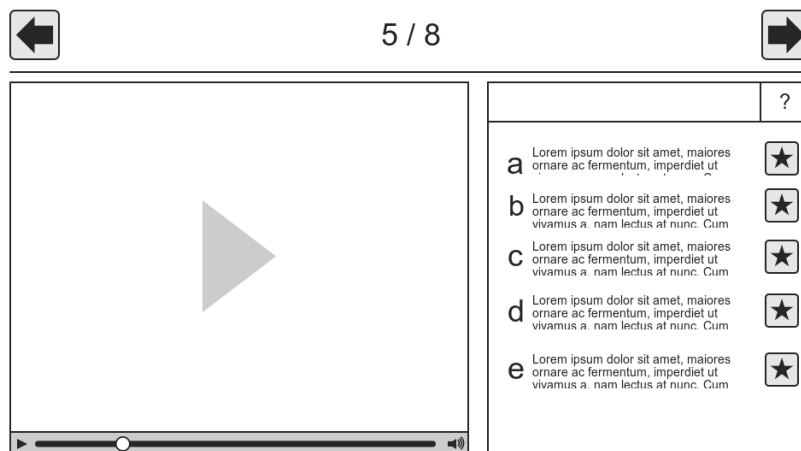 5 / 8
?
a
Lorem ipsum dolor sit amet, maiores
ornare ac fermentum, imperdiet ut
b
Lorem ipsum dolor sit amet, maiores
ornare ac fermentum, imperdiet ut
vivamus a, nam lectus at nunc. Cum
c
Lorem ipsum dolor sit amet, maiores
ornare ac fermentum, imperdiet ut
vivamus a, nam lectus at nunc. Cum
d
Lorem ipsum dolor sit amet, maiores
ornare ac fermentum, imperdiet ut
vivamus a, nam lectus at nunc. Cum
e
Lorem ipsum dolor sit amet, maiores
ornare ac fermentum, imperdiet ut
vivamus a, nam lectus at nunc. Cum